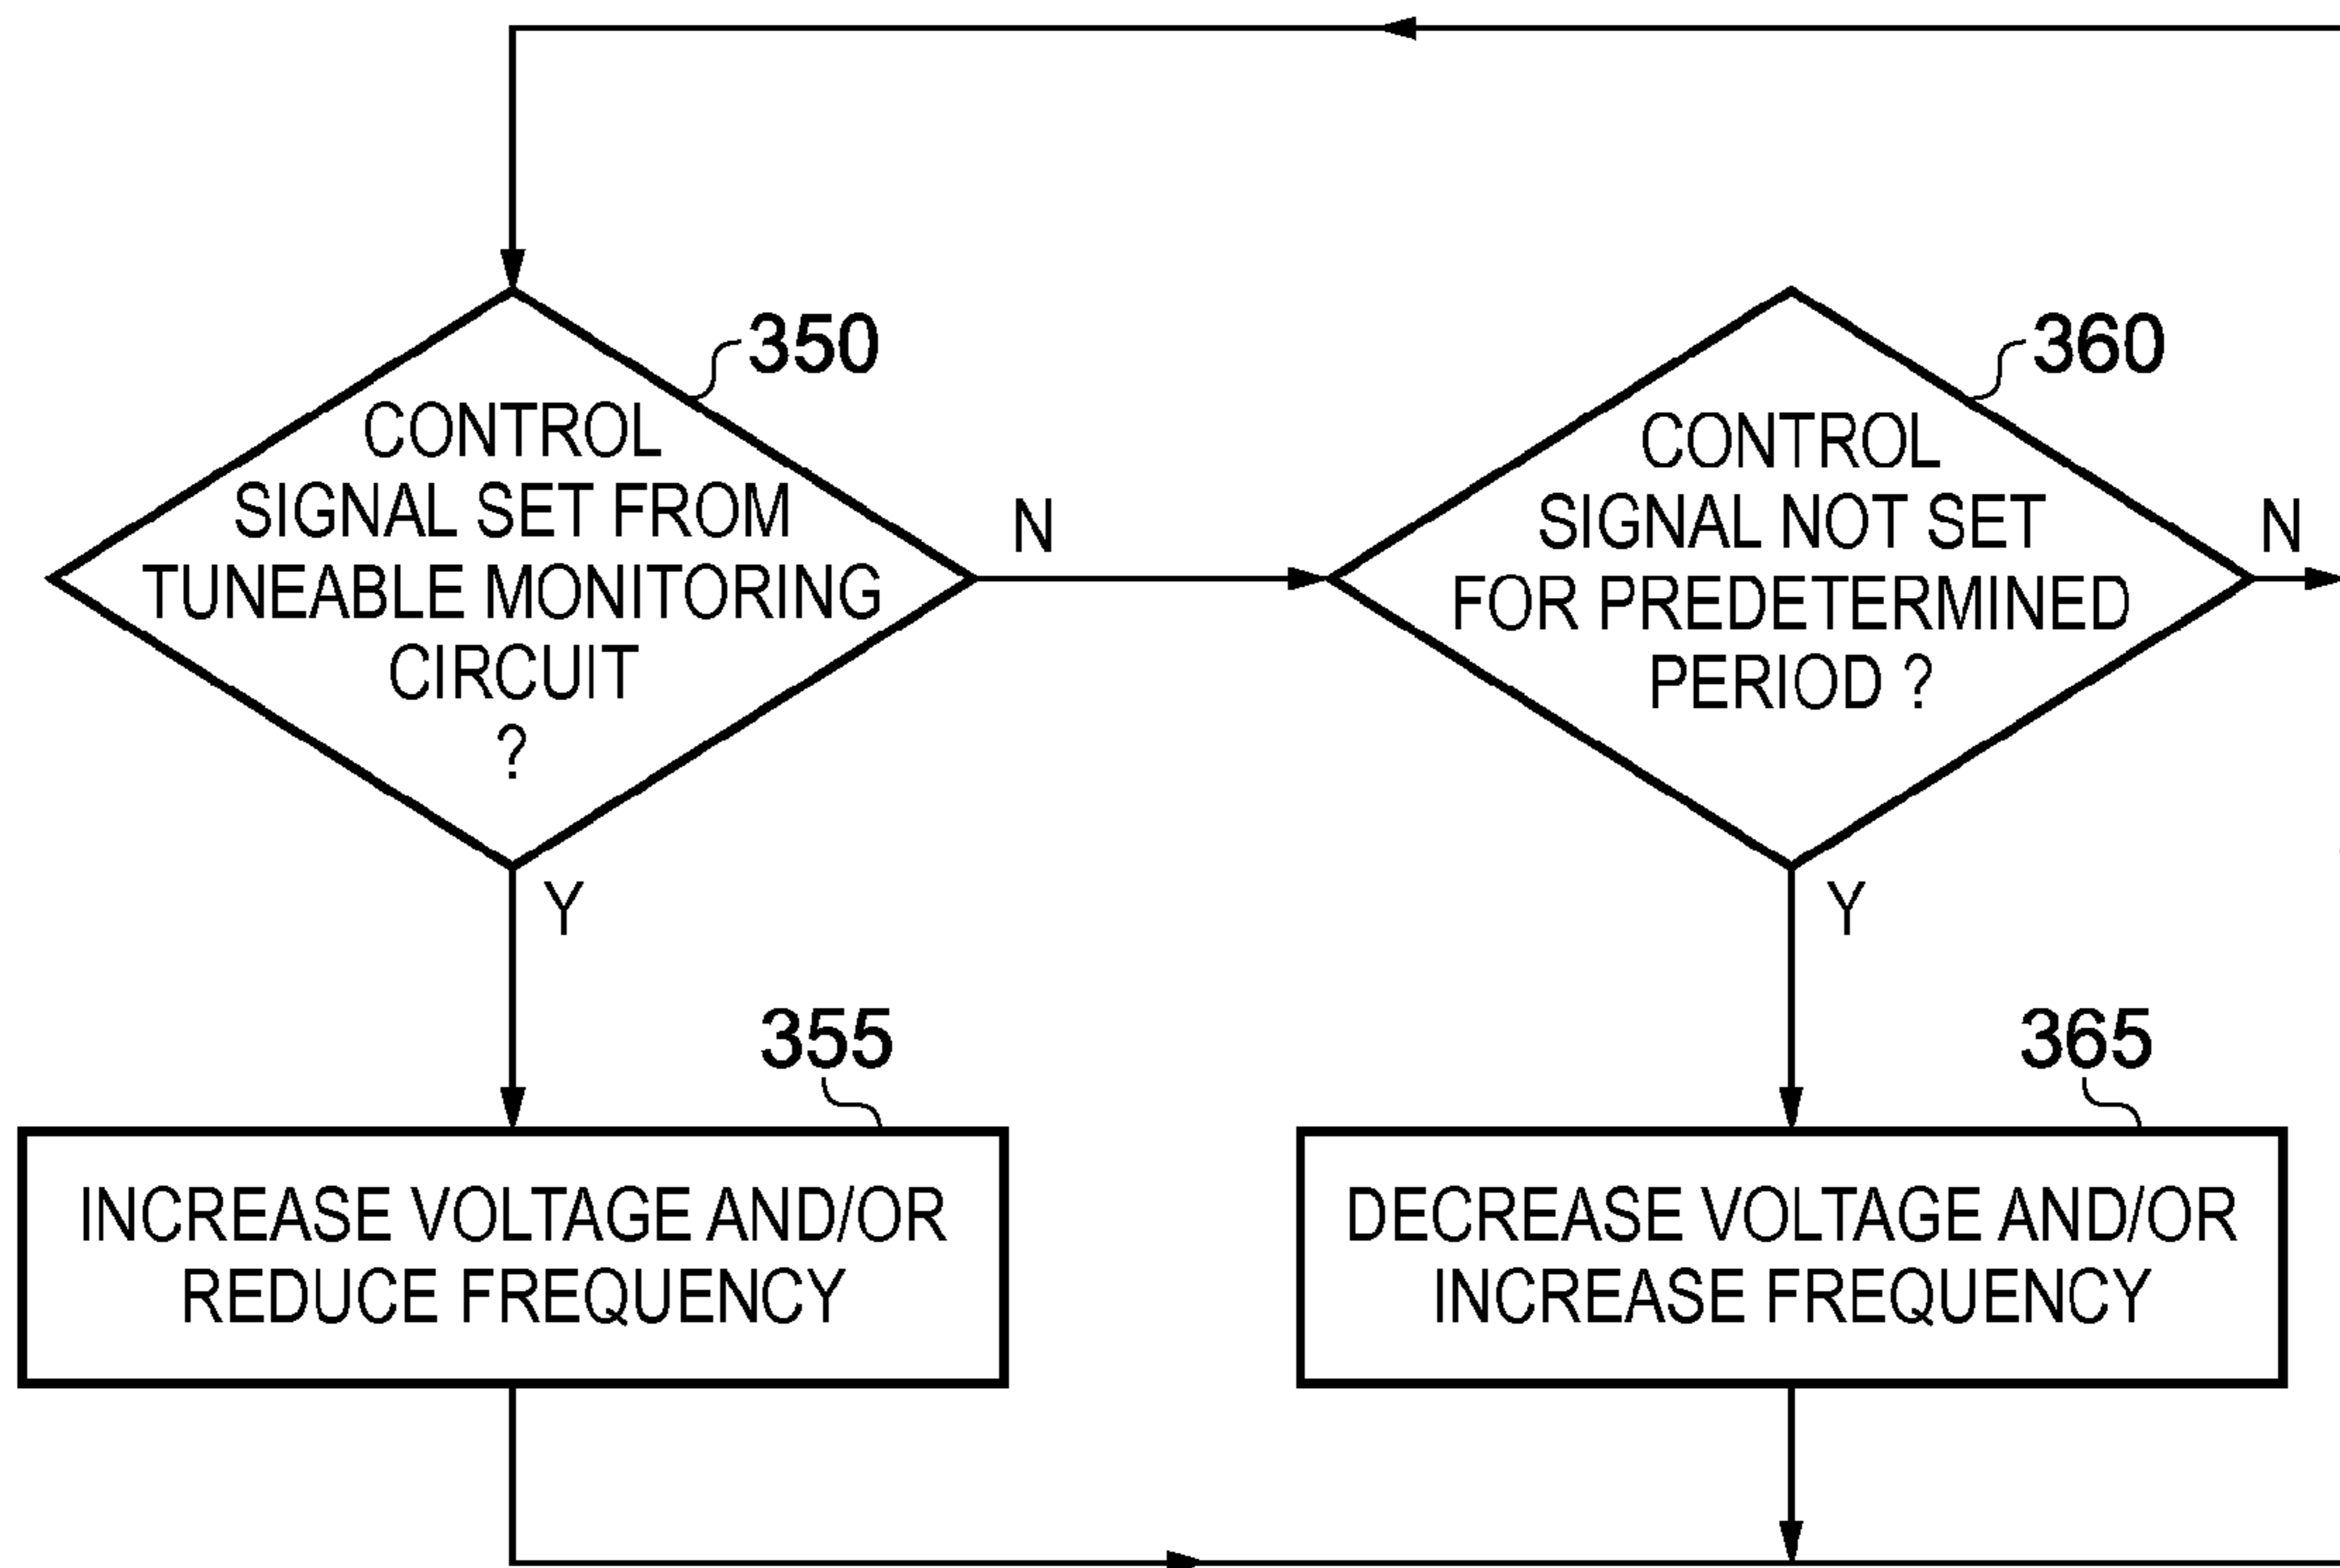 350
CONTROL
SIGNAL SET FROM
TUNEABLE MONITORING
CIRCUIT
?
N
Y
360
CONTROL
SIGNAL NOT SET
FOR PREDETERMINED
PERIOD ?
N
Y
355
INCREASE VOLTAGE AND/OR
REDUCE FREQUENCY
365
DECREASE VOLTAGE AND/OR
INCREASE FREQUENCY